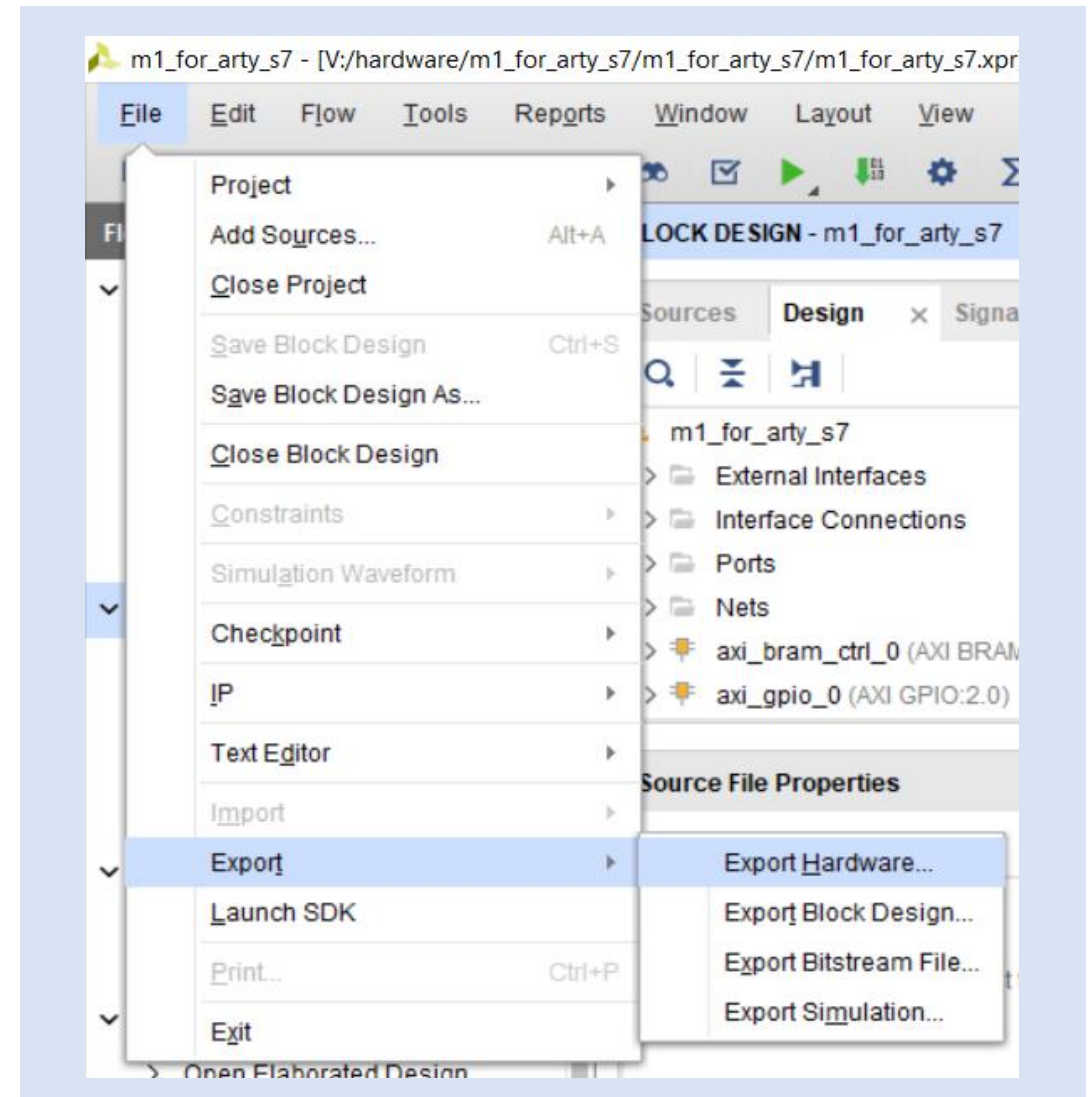 m1_for_arty_s7 - [V:/hardware/m1_for_arty_s7/m1_for_arty_s7/m1_for_arty_s7.xpr
File Edit Flow Tools Reports Window Layout View
Project
Add Sources... Alt+A
Close Project
Save Block Design Ctrl+S
Save Block Design As...
Close Block Design
Constraints
Simulation Waveform
Checkpoint
IP
Text Editor
Import
Export
Launch SDK
Print... Ctrl+P
Exit
Open Elaborated Design
LOCK DESIGN - m1_for_arty_s7
Sources Design Signa
m1_for_arty_s7
External Interfaces
Interface Connections
Ports
Nets
axi_bram_ctrl_0 (AXI BRAM
axi_gpio_0 (AXI GPIO:2.0)
Source File Properties
Export Hardware...
Export Block Design...
Export Bitstream File...
Export Simulation...